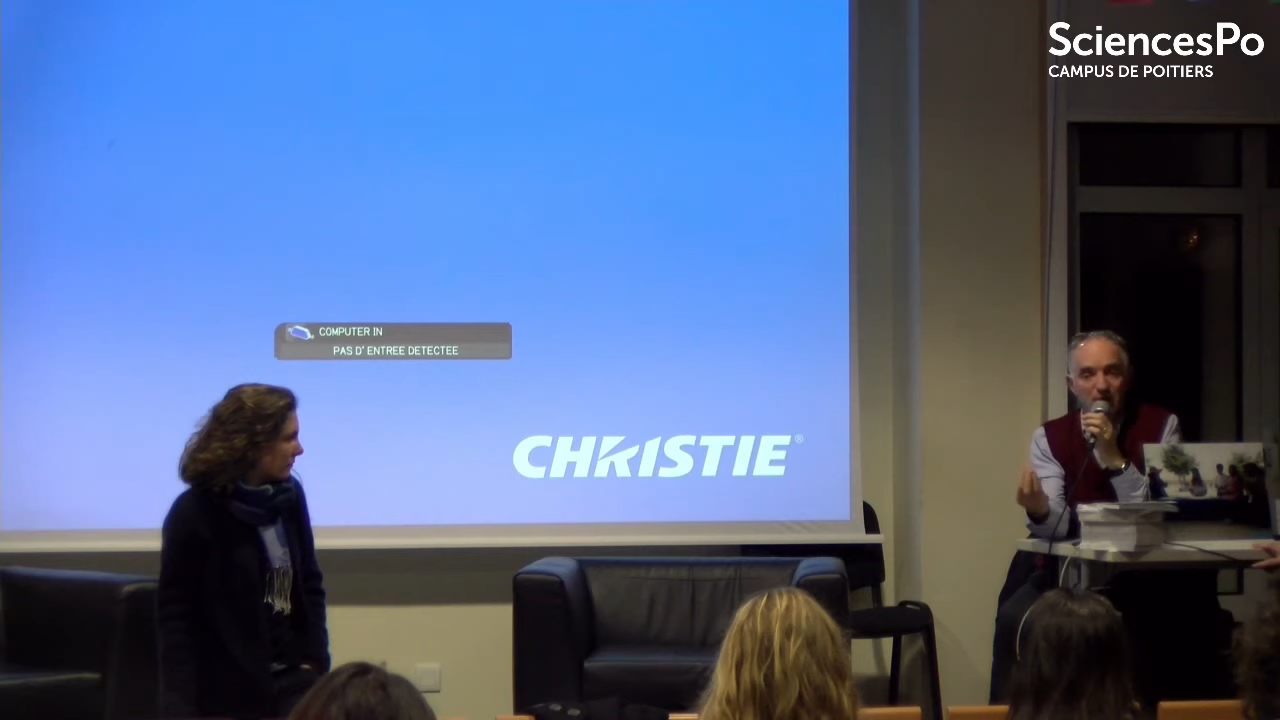 SciencesPo
CAMPUS DE POITIERS
COMPUTER IN
PAS D' ENTREE DETECTEE
CHRISTIE®